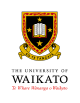 THE UNIVERSITY OF
WAIKATO
Te Whare Wānanga o Waikato